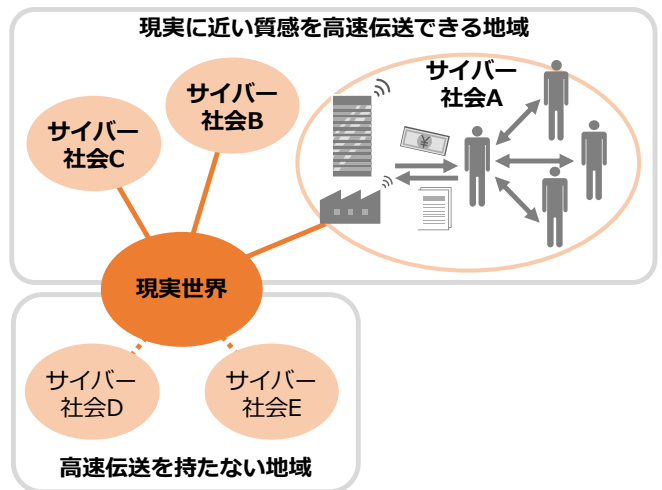 現実に近い質感を高速伝送できる地域
サイバー
社会A
サイバー
社会B
サイバー
社会C
¥
現実世界
サイバー
社会D
サイバー
社会E
高速伝送を持たない地域